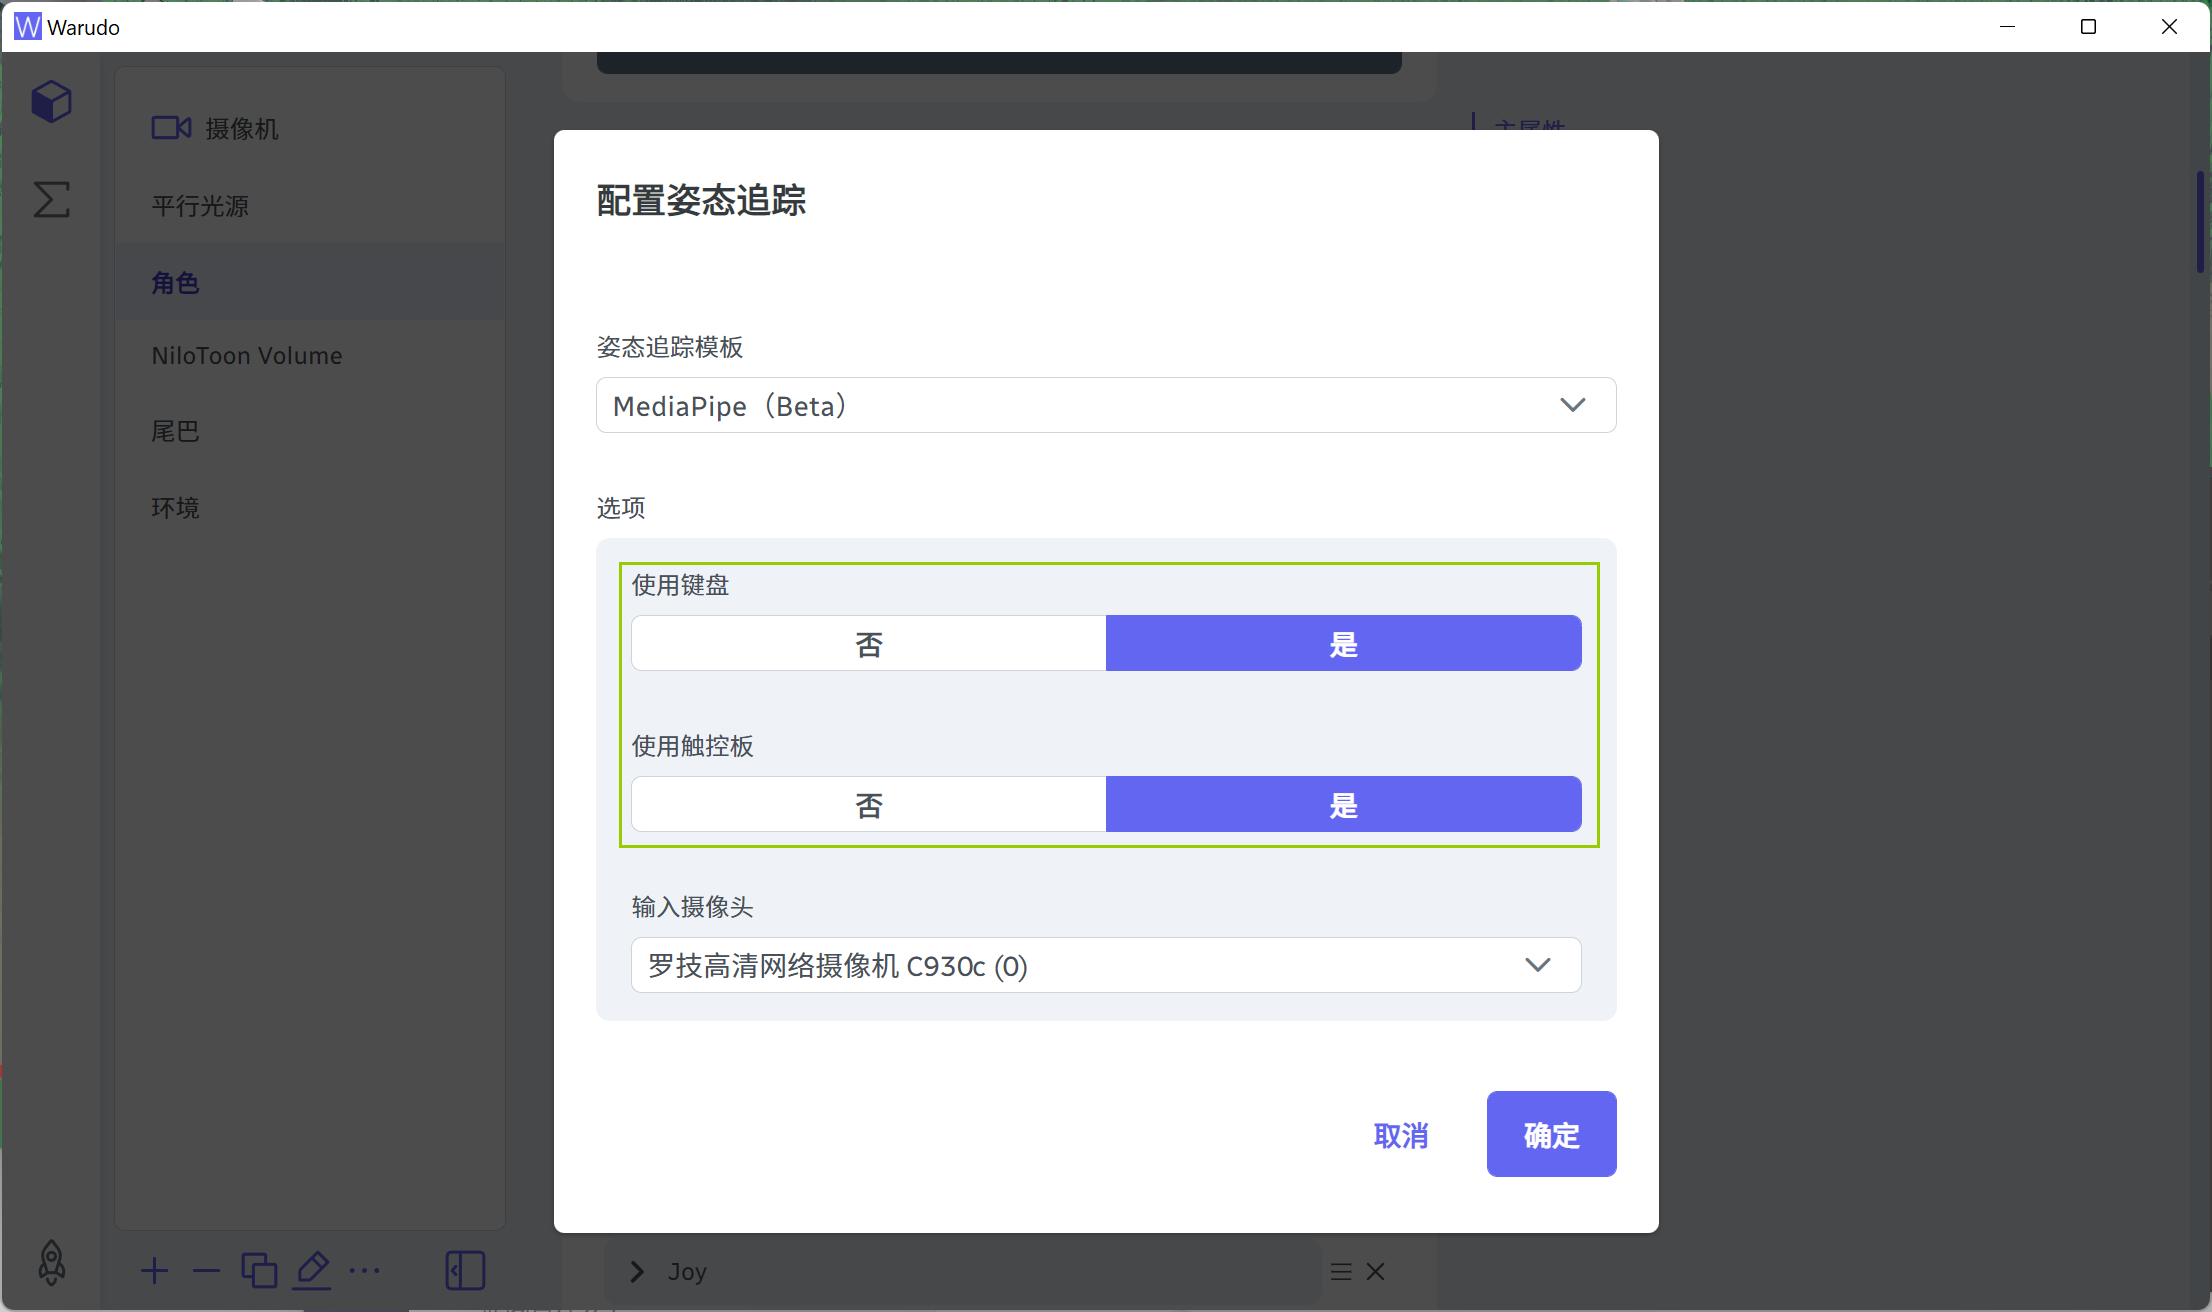 Warudo
摄像机
平行光源
角色
NiloToon Volume
尾巴
环境
主属性
配置姿态追踪
姿态追踪模板
MediaPipe（Beta）
选项
使用键盘
否
是
使用触控板
否
是
输入摄像头
罗技高清网络摄像机 C930c (0)
取消
确定
Joy